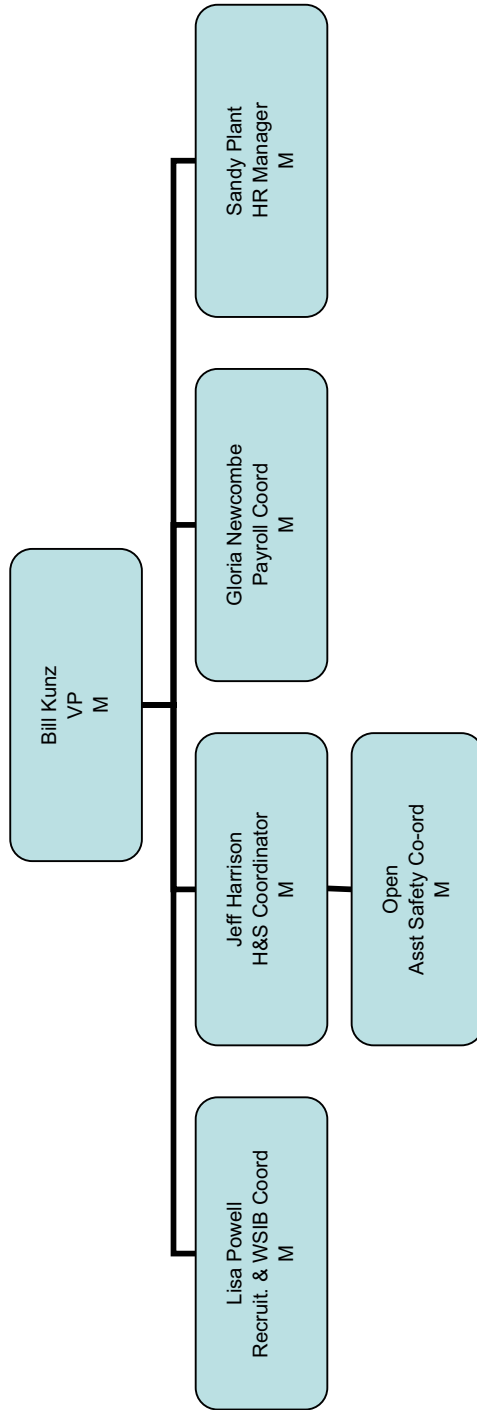 Bill Kunz
VP
M
Lisa Powell
Recruit. & WSIB Coord
M
Jeff Harrison
H&S Coordinator
M
Gloria Newcombe
Payroll Coord
M
Sandy Plant
HR Manager
M
Open
Asst Safety Co-ord
M